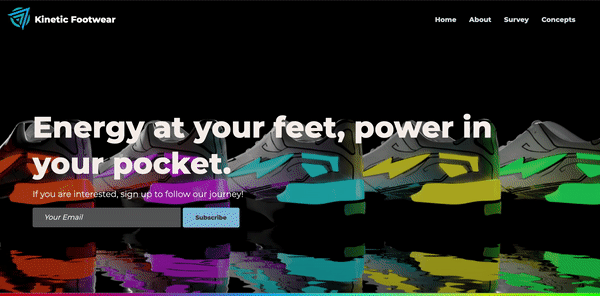 Kinetic Footwear
Home About Survey Concepts
Energy at your feet, power in
your pocket.
If you are interested, sign up to follow our journey!
Your Email
Subscribe